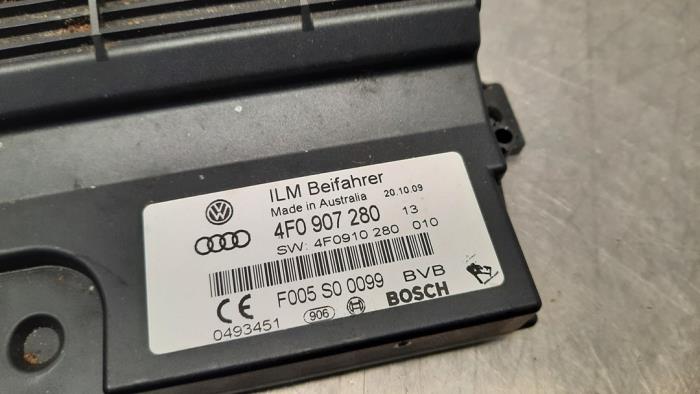 ILM Beifahrer
Made in Australia 20.10.09
4F0 907 280 13
SW: 4F0910 280 010
F005 S0 0099 BVB
0493451 906 BOSCH